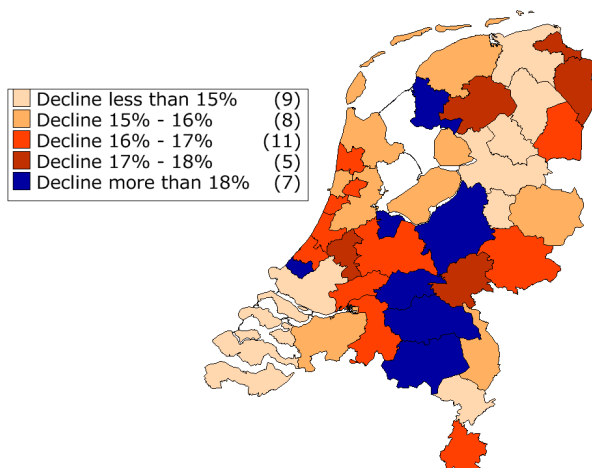 Decline less than 15% (9)
Decline 15% - 16% (8)
Decline 16% - 17% (11)
Decline 17% - 18% (5)
Decline more than 18% (7)